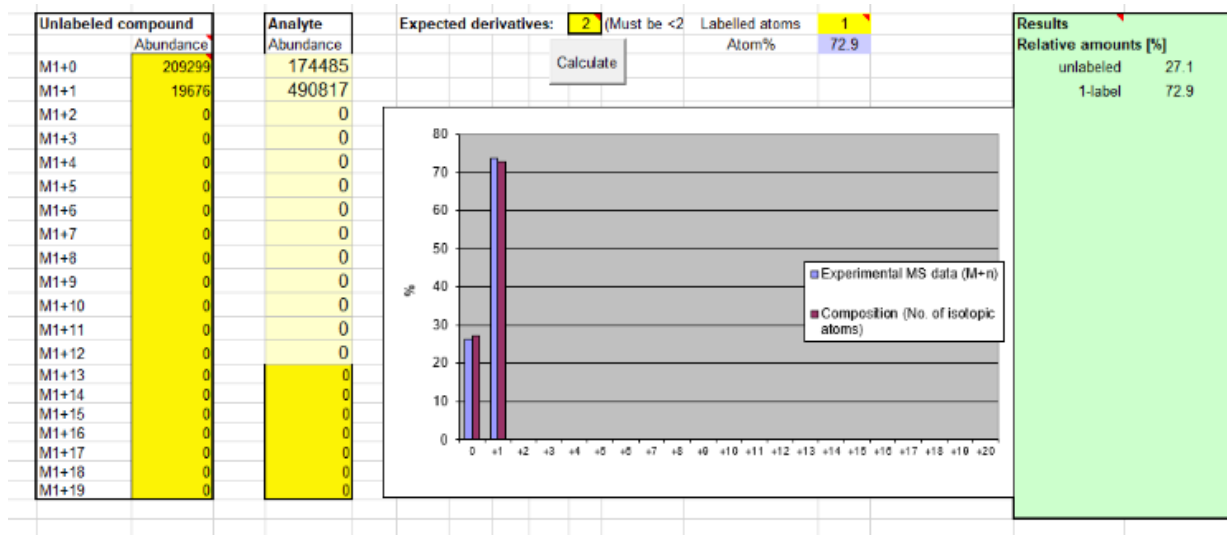 Unlabeled compound Analyte Expected derivatives: 2 (Must be <2 Labelled atoms 1 Results
Abundance Abundance Atom% 72.9 Relative amounts [%]
M1+0 209299 174485 Calculate unlabeled 27.1
M1+1 19676 490817 1-label 72.9
M1+2 0 0
M1+3 0 0
M1+4 0 0
M1+5 0 0
M1+6 0 0
M1+7 0 0
M1+8 0 0
M1+9 0 0
M1+10 0 0
M1+11 0 0
M1+12 0 0
M1+13 0 0
M1+14 0 0
M1+15 0 0
M1+16 0 0
M1+17 0 0
M1+18 0 0
M1+19 0 0
80
70
60
50
40
30
20
10
0
%
Experimental MS data (M+n)
Composition (No. of isotopic
atoms)
0 +1 +2 +3 +4 +5 +6 +7 +8 +9 +10 +11 +12 +13 +14 +15 +16 +17 +18 +19 +20